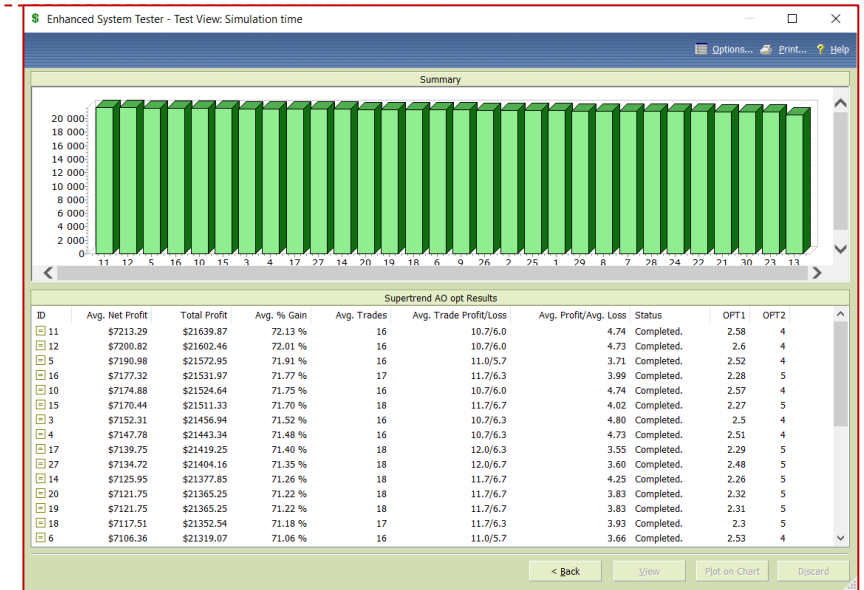 $ Enhanced System Tester - Test View: Simulation time
Options... Print... ? Help
Summary
20 000
18 000
16 000
14 000
12 000
10 000
8 000
6 000
4 000
2 000
0
11 12 5 16 10 15 3 4 17 27 14 20 19 18 6 9 26 2 25 1 29 8 7 28 24 22 21 30 23 13
Supertrend AO opt Results
ID Avg. Net Profit Total Profit Avg. % Gain Avg. Trades Avg. Trade Profit/Loss Avg. Profit/Avg. Loss Status OPT1 OPT2
11 $7213.29 $21639.87 72.13 % 16 10.7/6.0 4.74 Completed. 2.58 4
12 $7200.82 $21602.46 72.01 % 16 10.7/6.0 4.73 Completed. 2.6 4
5 $7190.98 $21572.95 71.91 % 16 11.0/5.7 3.71 Completed. 2.52 4
16 $7177.32 $21531.97 71.77 % 17 11.7/6.3 3.99 Completed. 2.28 5
10 $7174.88 $21524.64 71.75 % 16 10.7/6.0 4.74 Completed. 2.57 4
15 $7170.44 $21511.33 71.70 % 18 11.7/6.7 4.02 Completed. 2.27 5
3 $7152.31 $21456.94 71.52 % 16 10.7/6.3 4.80 Completed. 2.5 4
4 $7147.78 $21443.34 71.48 % 16 10.7/6.3 4.73 Completed. 2.51 4
17 $7139.75 $21419.25 71.40 % 18 12.0/6.3 3.55 Completed. 2.29 5
27 $7134.72 $21404.16 71.35 % 18 12.0/6.7 3.60 Completed. 2.48 5
14 $7125.95 $21377.85 71.26 % 18 11.7/6.7 4.25 Completed. 2.26 5
20 $7121.75 $21365.25 71.22 % 18 11.7/6.7 3.83 Completed. 2.32 5
19 $7121.75 $21365.25 71.22 % 18 11.7/6.7 3.83 Completed. 2.31 5
18 $7117.51 $21352.54 71.18 % 17 11.7/6.3 3.93 Completed. 2.3 5
6 $7106.36 $21319.07 71.06 % 16 11.0/5.7 3.66 Completed. 2.53 4
< Back View Plot on Chart Discard